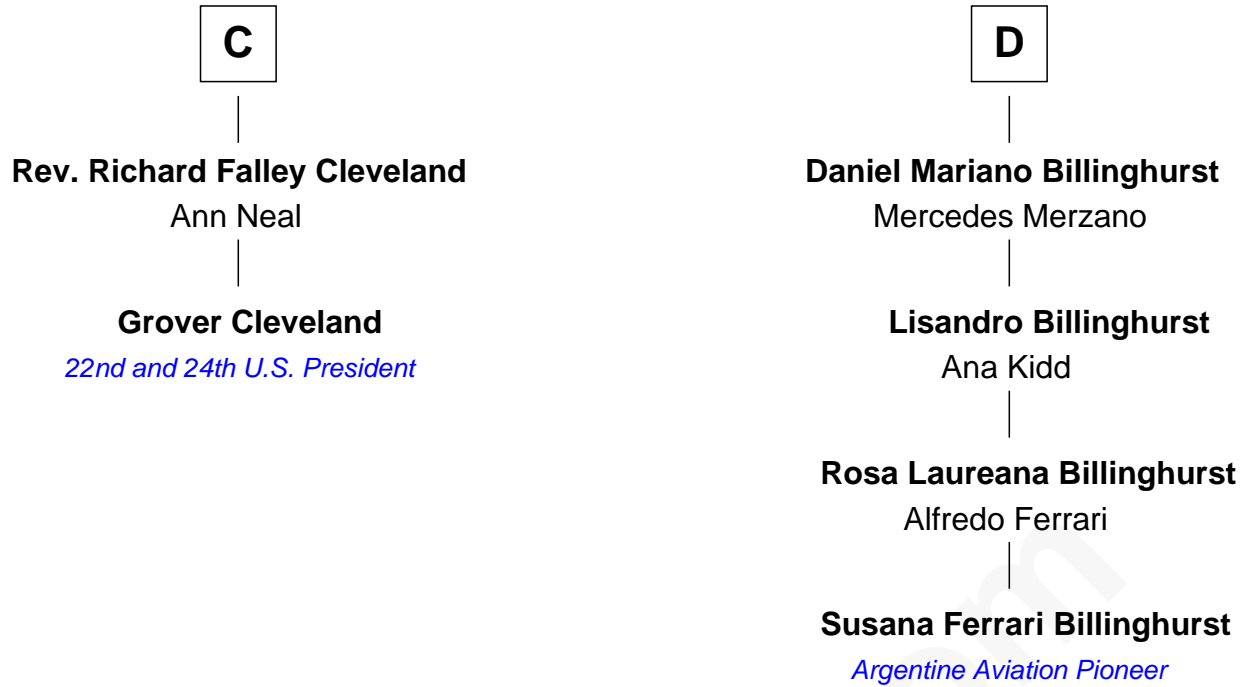 C
Rev. Richard Falley Cleveland
Ann Neal
Grover Cleveland
22nd and 24th U.S. President
D
Daniel Mariano Billinghurst
Mercedes Merzano
Lisandro Billinghurst
Ana Kidd
Rosa Laureana Billinghurst
Alfredo Ferrari
Susana Ferrari Billinghurst
Argentine Aviation Pioneer